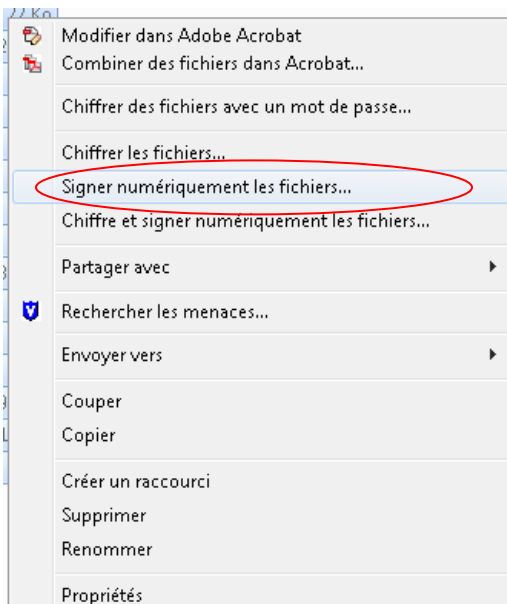 22 Ko
Modifier dans Adobe Acrobat
Combiner des fichiers dans Acrobat...
Chiffrer des fichiers avec un mot de passe...
Chiffrer les fichiers...
Signer numériquement les fichiers...
Chiffre et signer numériquement les fichiers...
Partager avec
Rechercher les menaces...
Envoyer vers
Couper
Copier
Créer un raccourci
Supprimer
Renommer
Propriétés